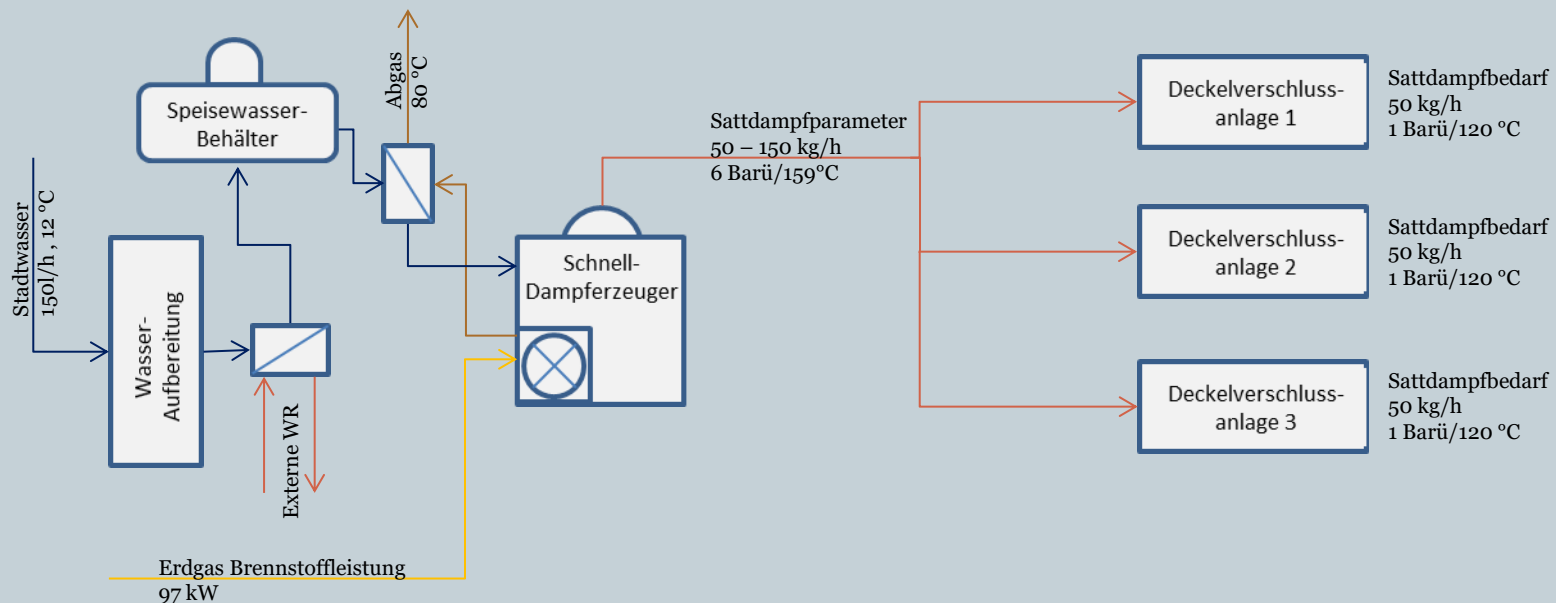 Stadtwasser
150l/h , 12 °C
Wasser-
Aufbereitung
Speisewasser-
Behälter
Externe WR
Abgas
80 °C
Erdgas Brennstoffleistung
97 kW
Schnell-
Dampferzeuger
Sattdampfparameter
50 – 150 kg/h
6 Barü/159°C
Deckelverschluss-
anlage 1
Sattdampfbedarf
50 kg/h
1 Barü/120 °C
Deckelverschluss-
anlage 2
Sattdampfbedarf
50 kg/h
1 Barü/120 °C
Deckelverschluss-
anlage 3
Sattdampfbedarf
50 kg/h
1 Barü/120 °C